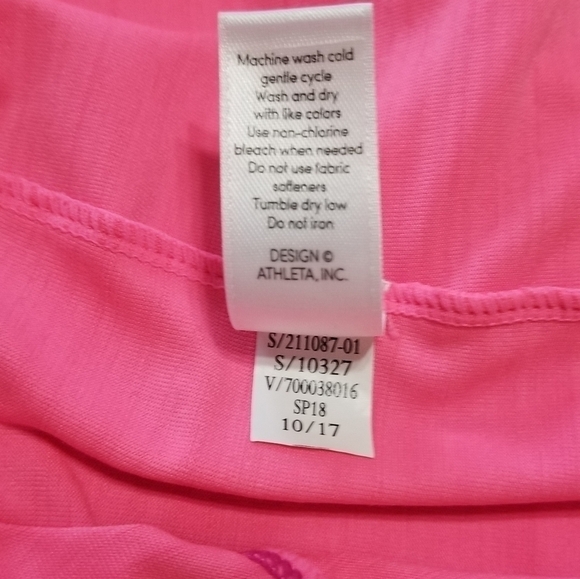 Machine wash cold
gentle cycle
Wash and dry
with like colors
Use non-chlorine
bleach when needed
Do not use fabric
softeners
Tumble dry low
Do not iron
DESIGN ©
ATHLETA, INC.
S/211087-01
S/10327
V/700038016
SP18
10/17